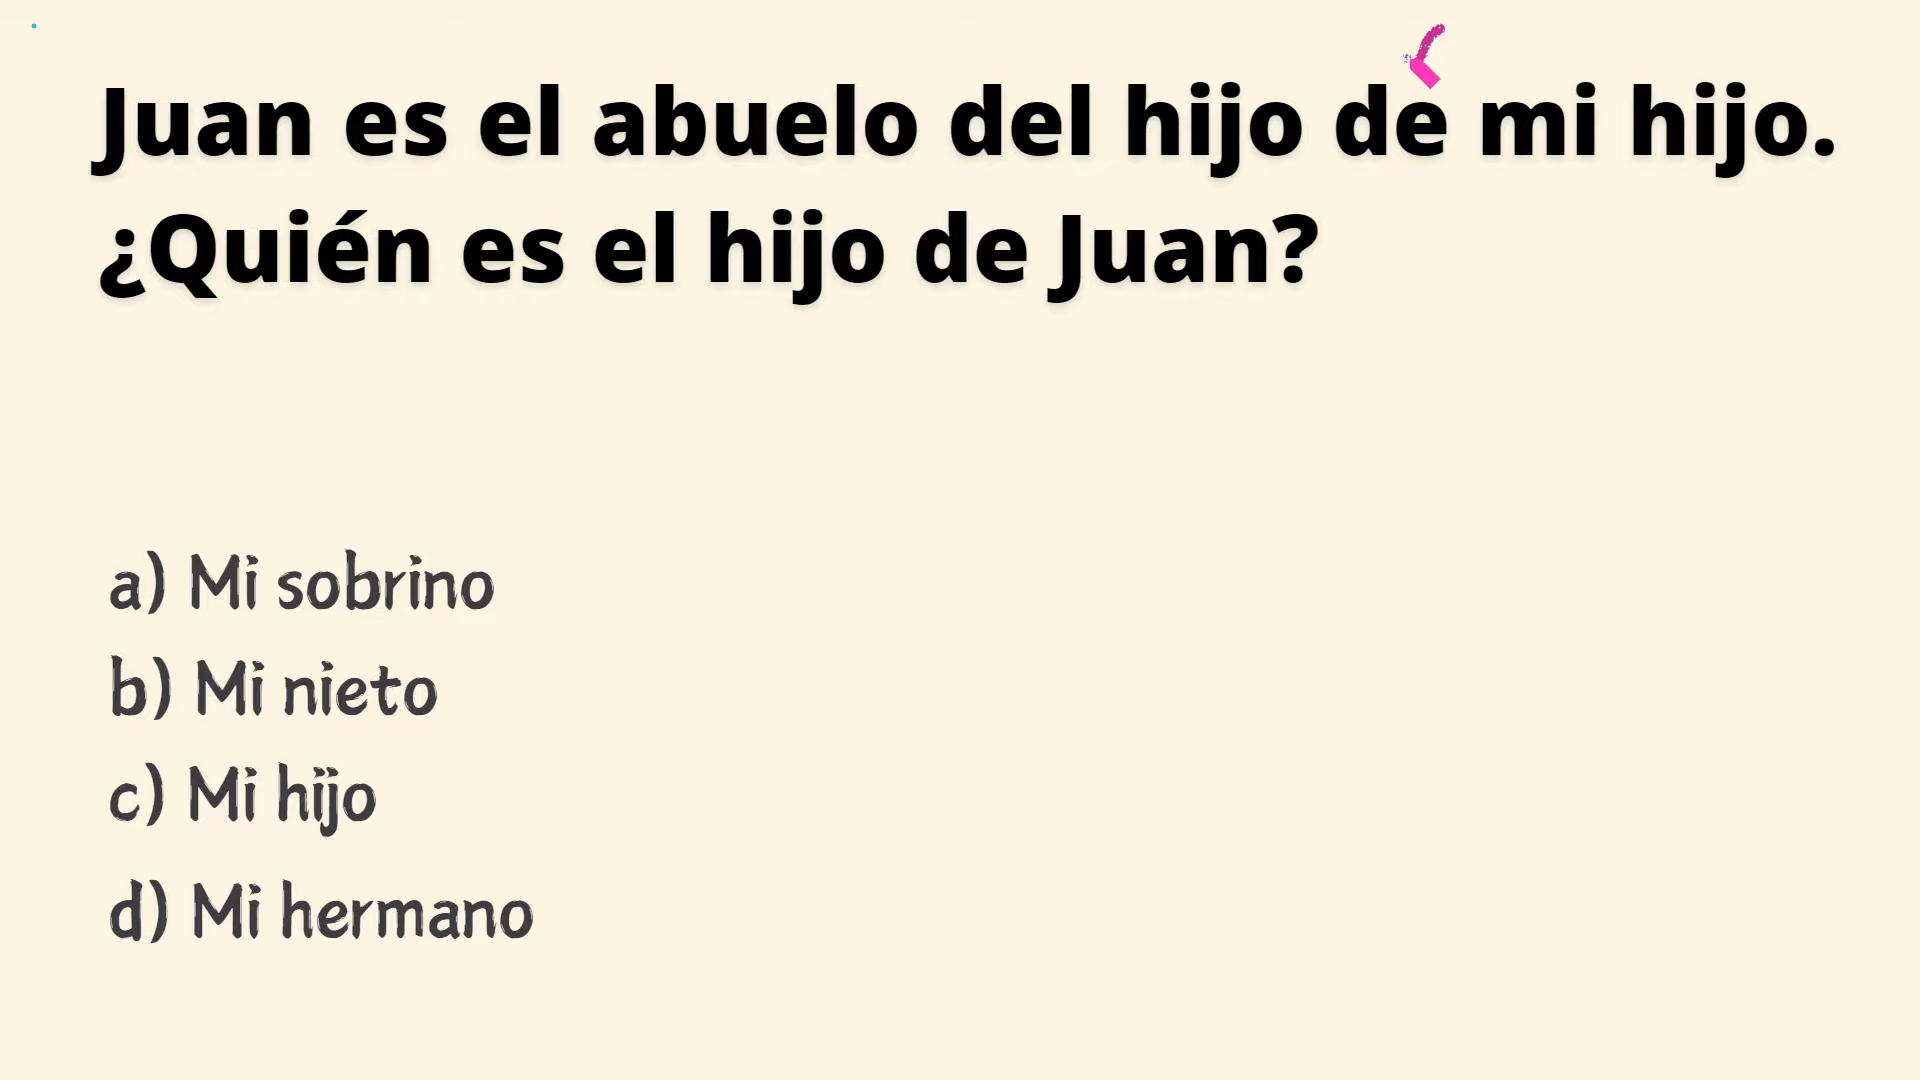 Juan es el abuelo del hijo de mi hijo.
¿Quién es el hijo de Juan?
a) Mi sobrino
b) Mi nieto
c) Mi hijo
d) Mi hermano